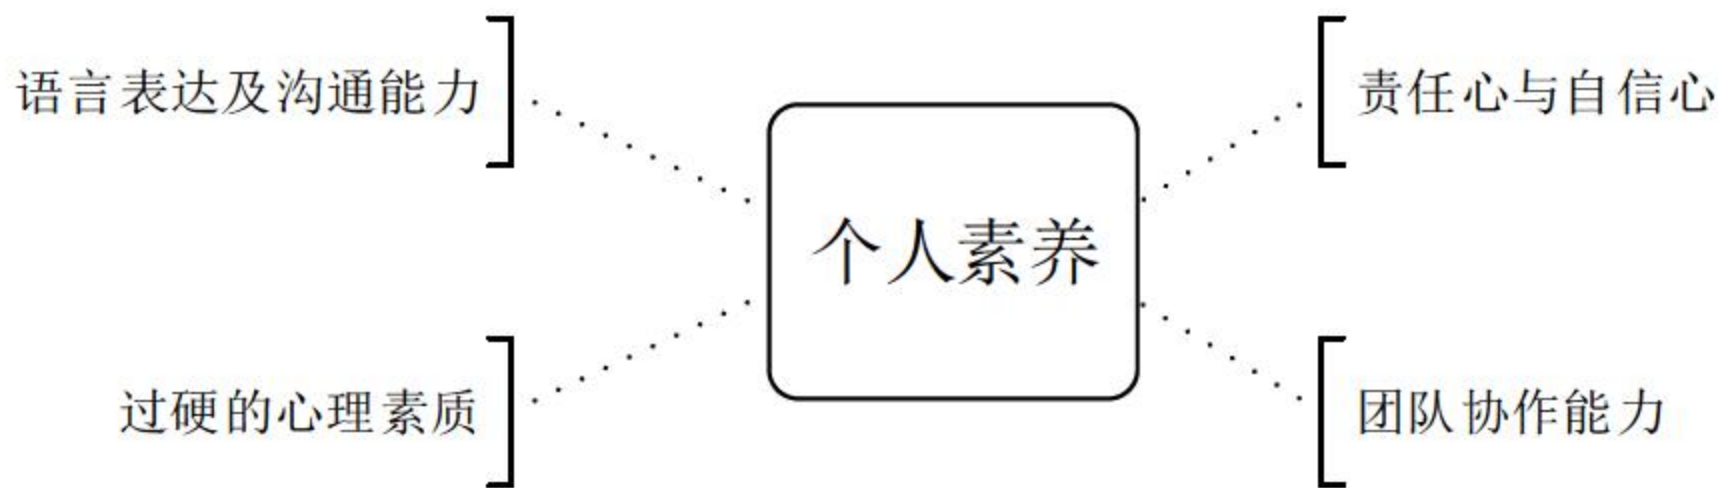 语言表达及沟通能力
责任心与自信心
个人素养
过硬的心理素质
团队协作能力